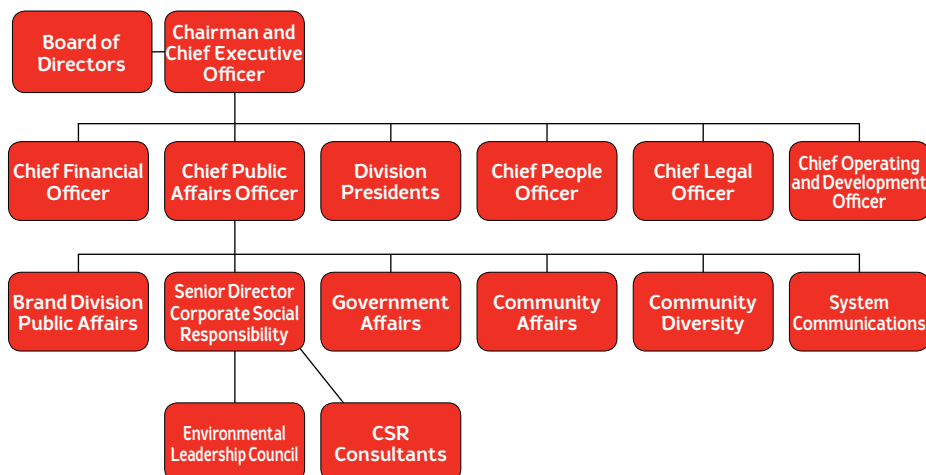 Board of
Directors
Chairman and
Chief Executive
Officer
Chief Financial
Officer
Chief Public
Affairs Officer
Division
Presidents
Chief People
Officer
Chief Legal
Officer
Chief Operating
and Development
Officer
Brand Division
Public Affairs
Senior Director
Corporate Social
Responsibility
Government
Affairs
Community
Affairs
Community
Diversity
System
Communications
Environmental
Leadership Council
CSR
Consultants